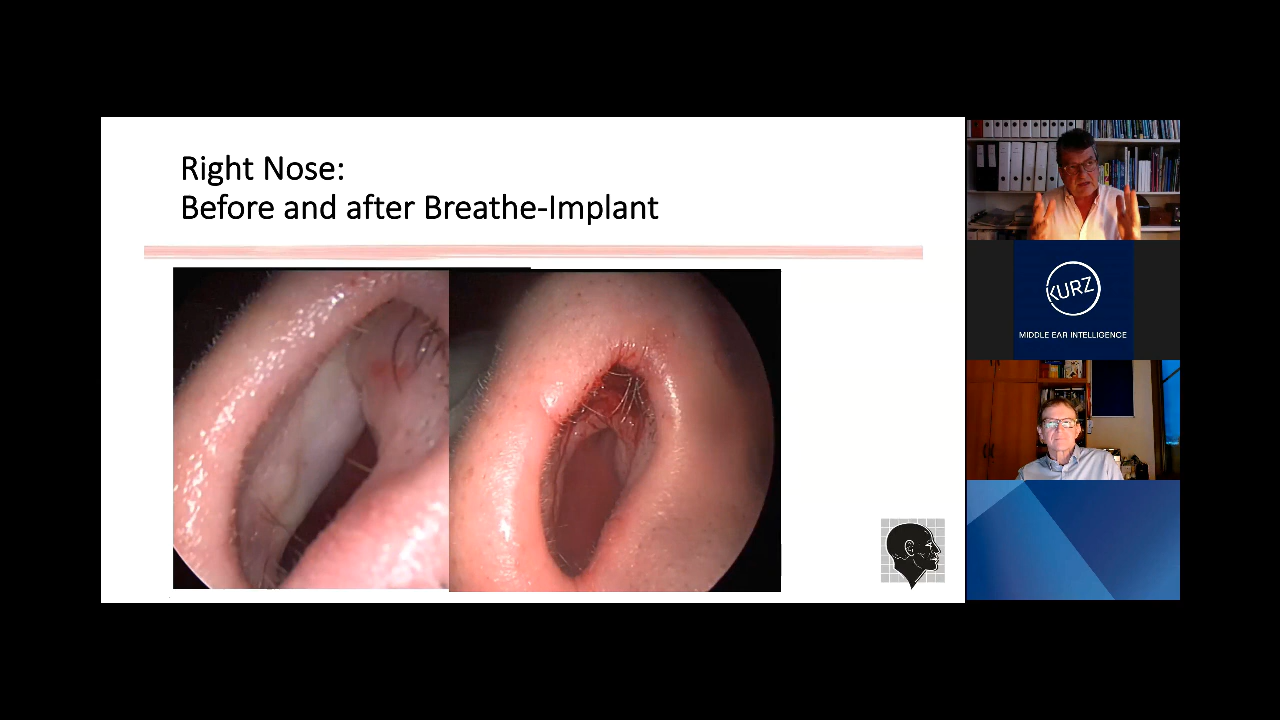 Right Nose:
Before and after Breathe-Implant
KURZ
MIDDLE EAR INTELLIGENCE